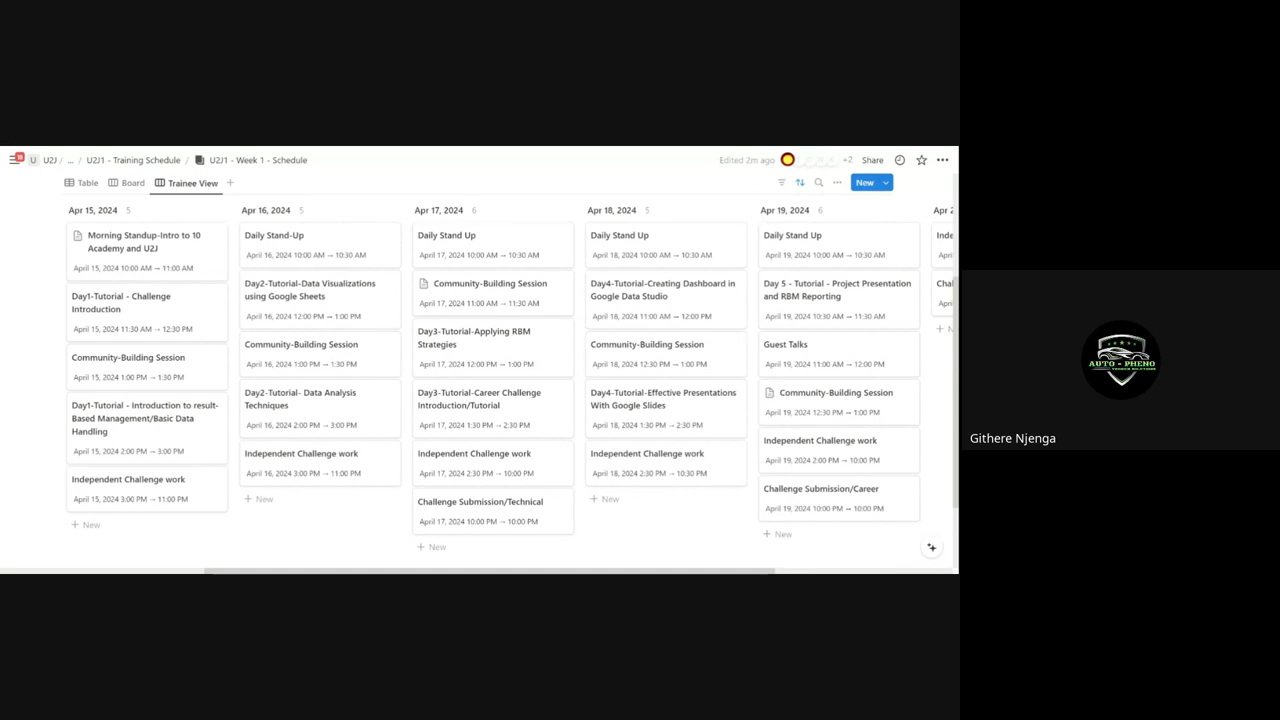 U U2J / ... / U2J1 - Training Schedule / U2J1 - Week 1 - Schedule
Edited 2m ago +2 Share
Table Board Trainee View
New
Apr 15, 2024 5
Morning Standup-Intro to 10
Academy and U2J
April 15, 2024 10:00 AM → 11:00 AM
Day1-Tutorial - Challenge
Introduction
April 15, 2024 11:30 AM → 12:30 PM
Community-Building Session
April 15, 2024 1:00 PM → 1:30 PM
Day1-Tutorial - Introduction to result-
Based Management/Basic Data
Handling
April 15, 2024 2:00 PM → 3:00 PM
Independent Challenge work
April 15, 2024 3:00 PM → 11:00 PM
+ New
Apr 16, 2024 5
Daily Stand-Up
April 16, 2024 10:00 AM → 10:30 AM
Day2-Tutorial-Data Visualizations
using Google Sheets
April 16, 2024 12:00 PM → 1:00 PM
Community-Building Session
April 16, 2024 1:00 PM → 1:30 PM
Day2-Tutorial- Data Analysis
Techniques
April 16, 2024 2:00 PM → 3:00 PM
Independent Challenge work
April 16, 2024 3:00 PM → 11:00 PM
+ New
Apr 17, 2024 6
Daily Stand Up
April 17, 2024 10:00 AM → 10:30 AM
Community-Building Session
April 17, 2024 11:00 AM → 11:30 AM
Day3-Tutorial-Applying RBM
Strategies
April 17, 2024 12:00 PM → 1:00 PM
Day3-Tutorial-Career Challenge
Introduction/Tutorial
April 17, 2024 1:30 PM → 2:30 PM
Independent Challenge work
April 17, 2024 2:30 PM → 10:00 PM
Challenge Submission/Technical
April 17, 2024 10:00 PM → 10:00 PM
+ New
Apr 18, 2024 5
Daily Stand Up
April 18, 2024 10:00 AM → 10:30 AM
Day4-Tutorial-Creating Dashboard in
Google Data Studio
April 18, 2024 11:00 AM → 12:00 PM
Community-Building Session
April 18, 2024 12:30 PM → 1:00 PM
Day4-Tutorial-Effective Presentations
With Google Slides
April 18, 2024 1:30 PM → 2:30 PM
Independent Challenge work
April 18, 2024 2:30 PM → 10:30 PM
+ New
Apr 19, 2024 6
Daily Stand Up
April 19, 2024 10:00 AM → 10:30 AM
Day 5 - Tutorial - Project Presentation
and RBM Reporting
April 19, 2024 10:30 AM → 11:30 AM
Guest Talks
April 19, 2024 11:00 AM → 12:00 PM
Community-Building Session
April 19, 2024 12:30 PM → 1:00 PM
Independent Challenge work
April 19, 2024 2:00 PM → 10:00 PM
Challenge Submission/Career
April 19, 2024 10:00 PM → 10:00 PM
+ New
Apr 2
Inde
Apri
Chal
Apri
AUTO - PHENO
Githere Njenga